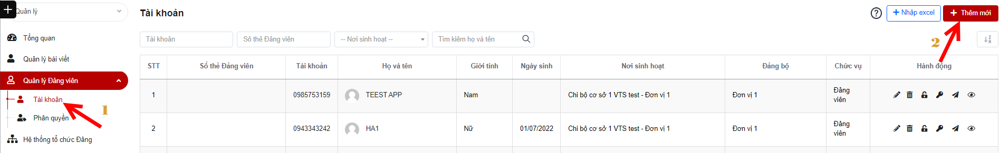 Quản lý
Tổng quan
Quản lý bài viết
Quản lý Đảng viên
Tài khoản
1
Phân quyền
Hệ thống tổ chức Đảng
Tài khoản
? + Nhập excel + Thêm mới
Tài khoản Số thẻ Đảng viên -- Nơi sinh hoạt -- Tìm kiếm họ và tên
2
STT Số thẻ Đảng viên Tài khoản Họ và tên Giới tính Ngày sinh Nơi sinh hoạt Đảng bộ Chức vụ Hành động
1 0985753159 TEEST APP Nam Chi bộ cơ sở 1 VTS test - Đơn vị 1 Đơn vị 1 Đảng
viên
2 0943343242 HA1 Nữ 01/07/2022 Chi bộ cơ sở 1 VTS test - Đơn vị 1 Đơn vị 1 Đảng
viên